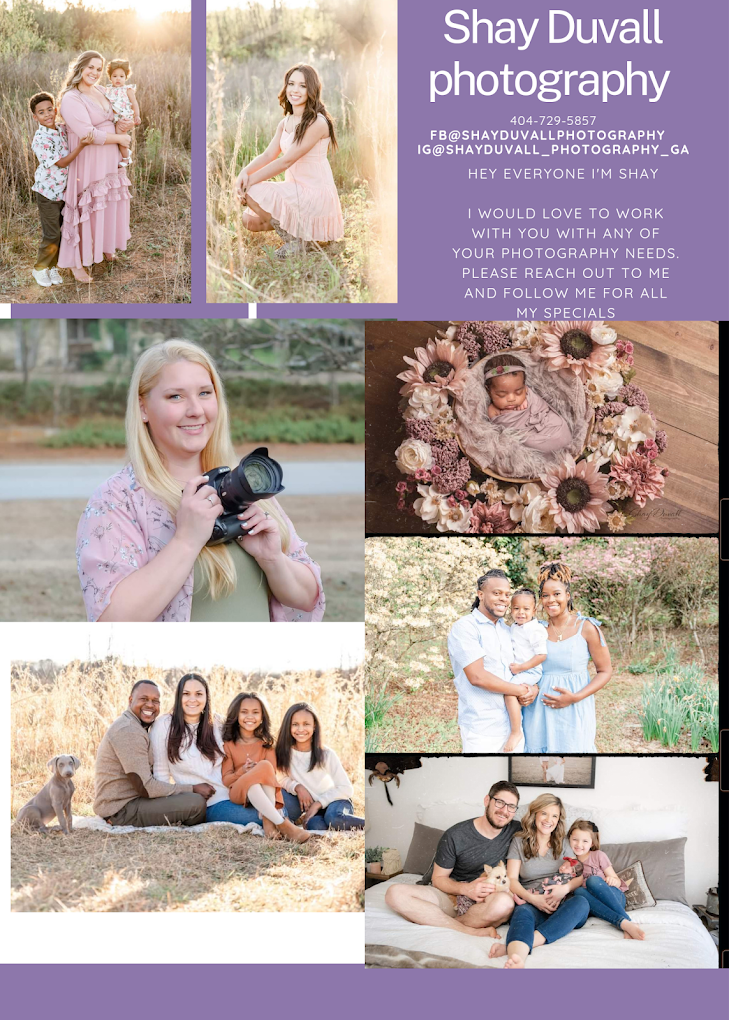 Shay Duvall
photography
404-729-5857
FB@SHAYDUVALLPHOTOGRAPHY
IG@SHAYDUVALL_PHOTOGRAPHY_GA
HEY EVERYONE I'M SHAY
I WOULD LOVE TO WORK
WITH YOU WITH ANY OF
YOUR PHOTOGRAPHY NEEDS.
PLEASE REACH OUT TO ME
AND FOLLOW ME FOR ALL
MY SPECIALS